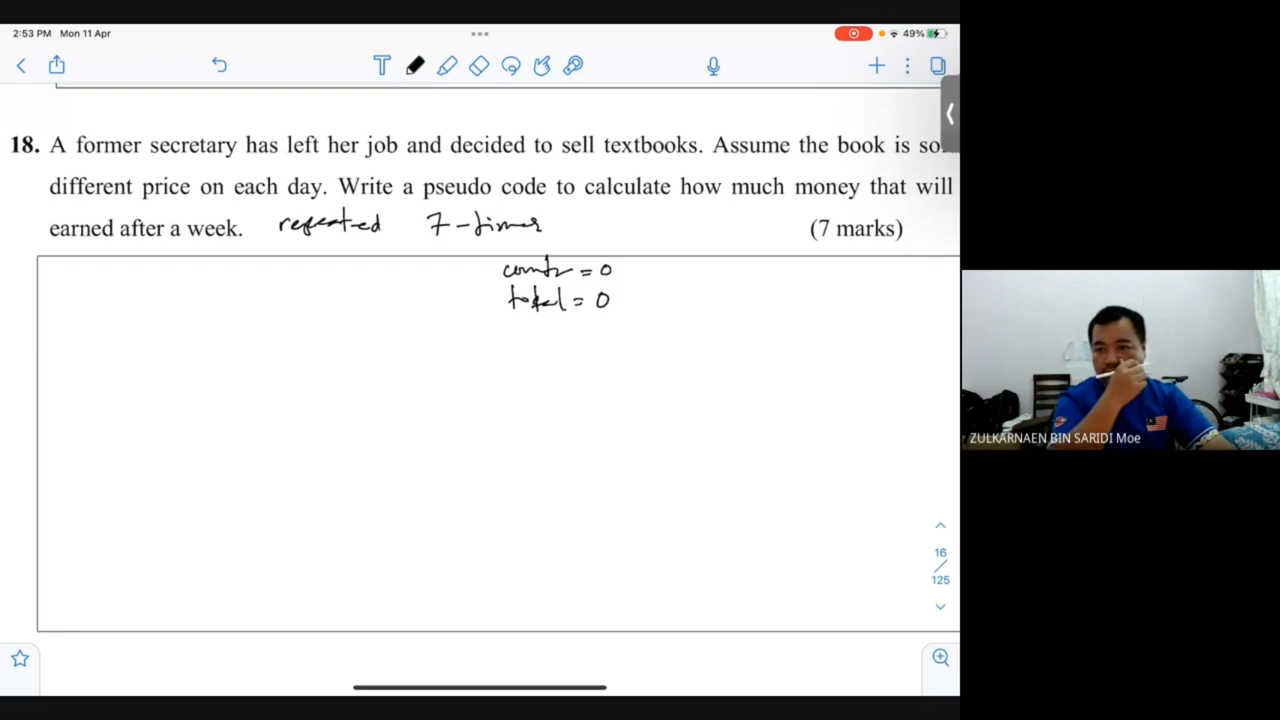 2:53 PM Mon 11 Apr
49%
18. A former secretary has left her job and decided to sell textbooks. Assume the book is so
different price on each day. Write a pseudo code to calculate how much money that will
earned after a week. repeated 7-times (7 marks)
countr = 0
total = 0
ZULKARNAEN BIN SARIDI Moe
16
/
125